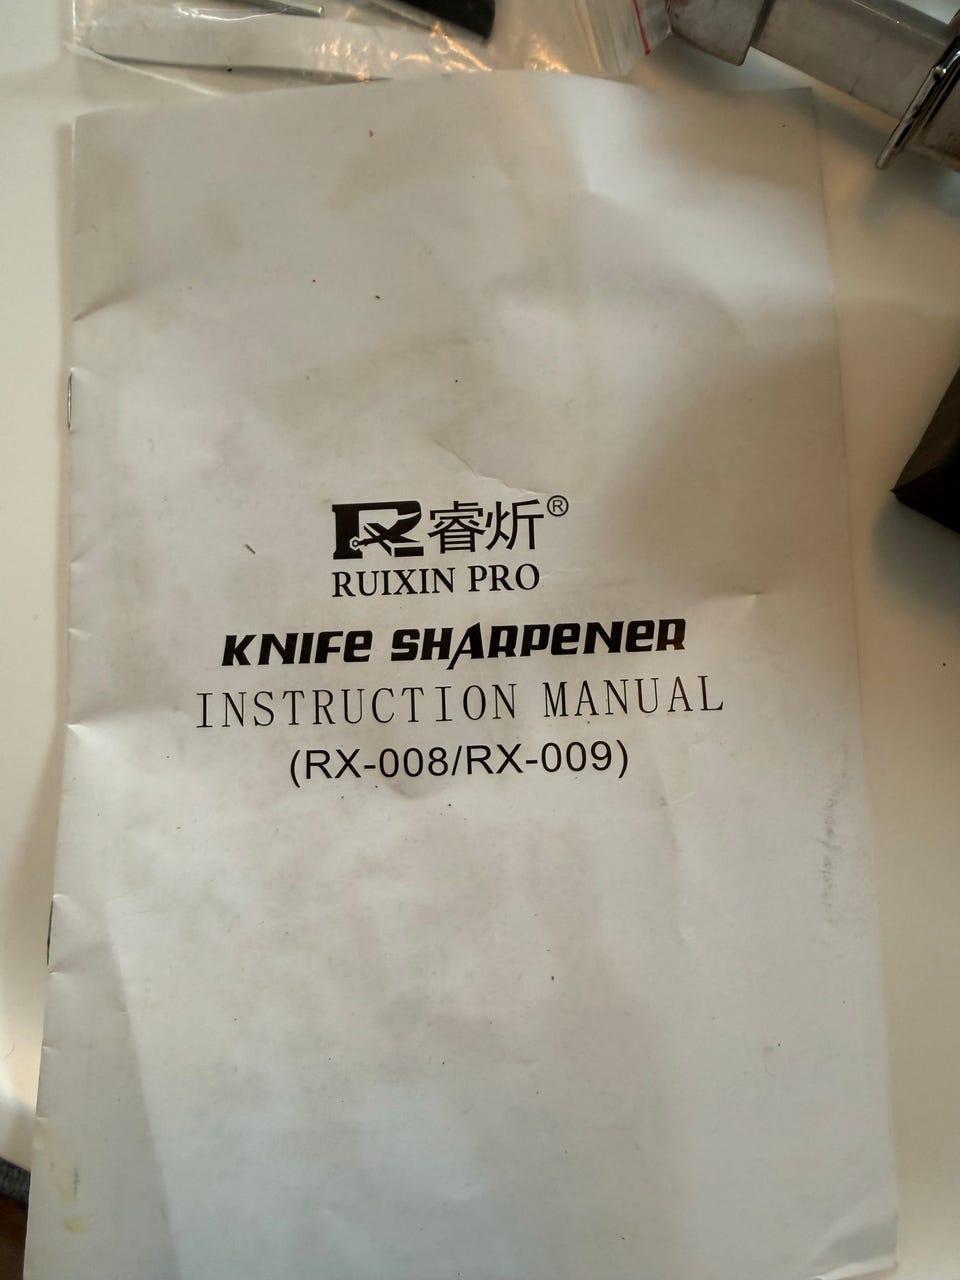 睿炘®
RUIXIN PRO
KNIFE SHARPENER
INSTRUCTION MANUAL
(RX-008/RX-009)